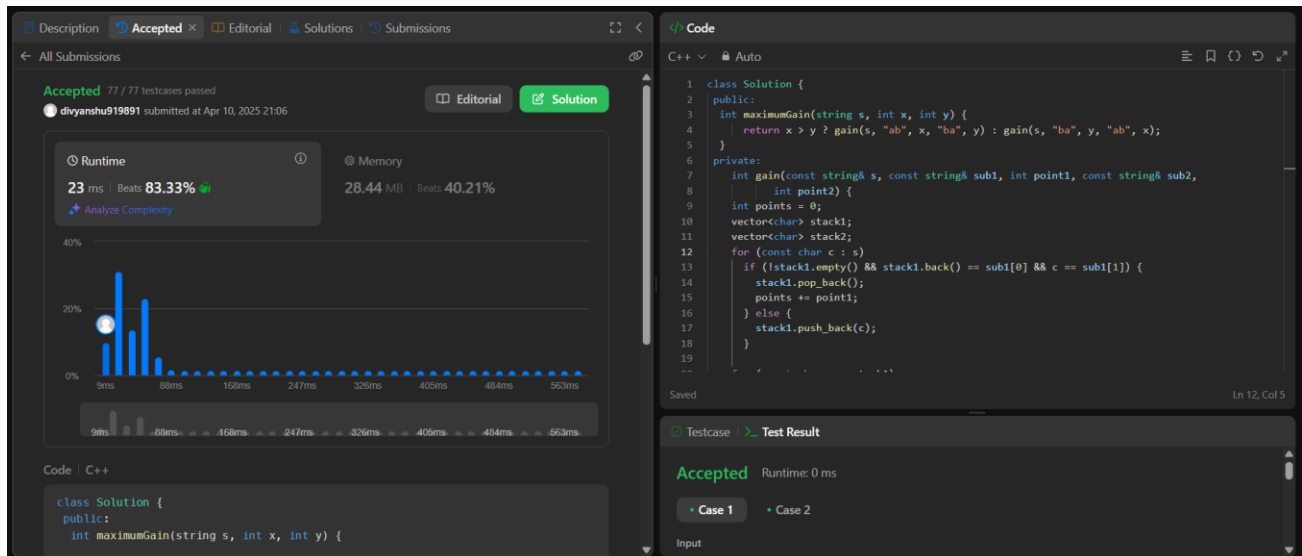 Description Accepted × Editorial Solutions Submissions
← All Submissions
Accepted 77 / 77 testcases passed
divyanshu919891 submitted at Apr 10, 2025 21:06
Editorial Solution
Runtime
23 ms Beats 83.33%
Analyze Complexity
Memory
28.44 MB Beats 40.21%
40%
20%
0%
9ms 88ms 168ms 247ms 326ms 405ms 484ms 563ms
9ms 88ms 168ms 247ms 326ms 405ms 484ms 563ms
Code C++
class Solution {
public:
int maximumGain(string s, int x, int y) {
</> Code
C++ Auto
1 class Solution {
2 public:
3 int maximumGain(string s, int x, int y) {
4 return x > y ? gain(s, "ab", x, "ba", y) : gain(s, "ba", y, "ab", x);
5 }
6 private:
7 int gain(const string& s, const string& sub1, int point1, const string& sub2,
8 int point2) {
9 int points = 0;
10 vector<char> stack1;
11 vector<char> stack2;
12 for (const char c : s)
13 if (!stack1.empty() && stack1.back() == sub1[0] && c == sub1[1]) {
14 stack1.pop_back();
15 points += point1;
16 } else {
17 stack1.push_back(c);
18 }
19
Saved Ln 12, Col 5
Testcase >_ Test Result
Accepted Runtime: 0 ms
• Case 1 • Case 2
Input